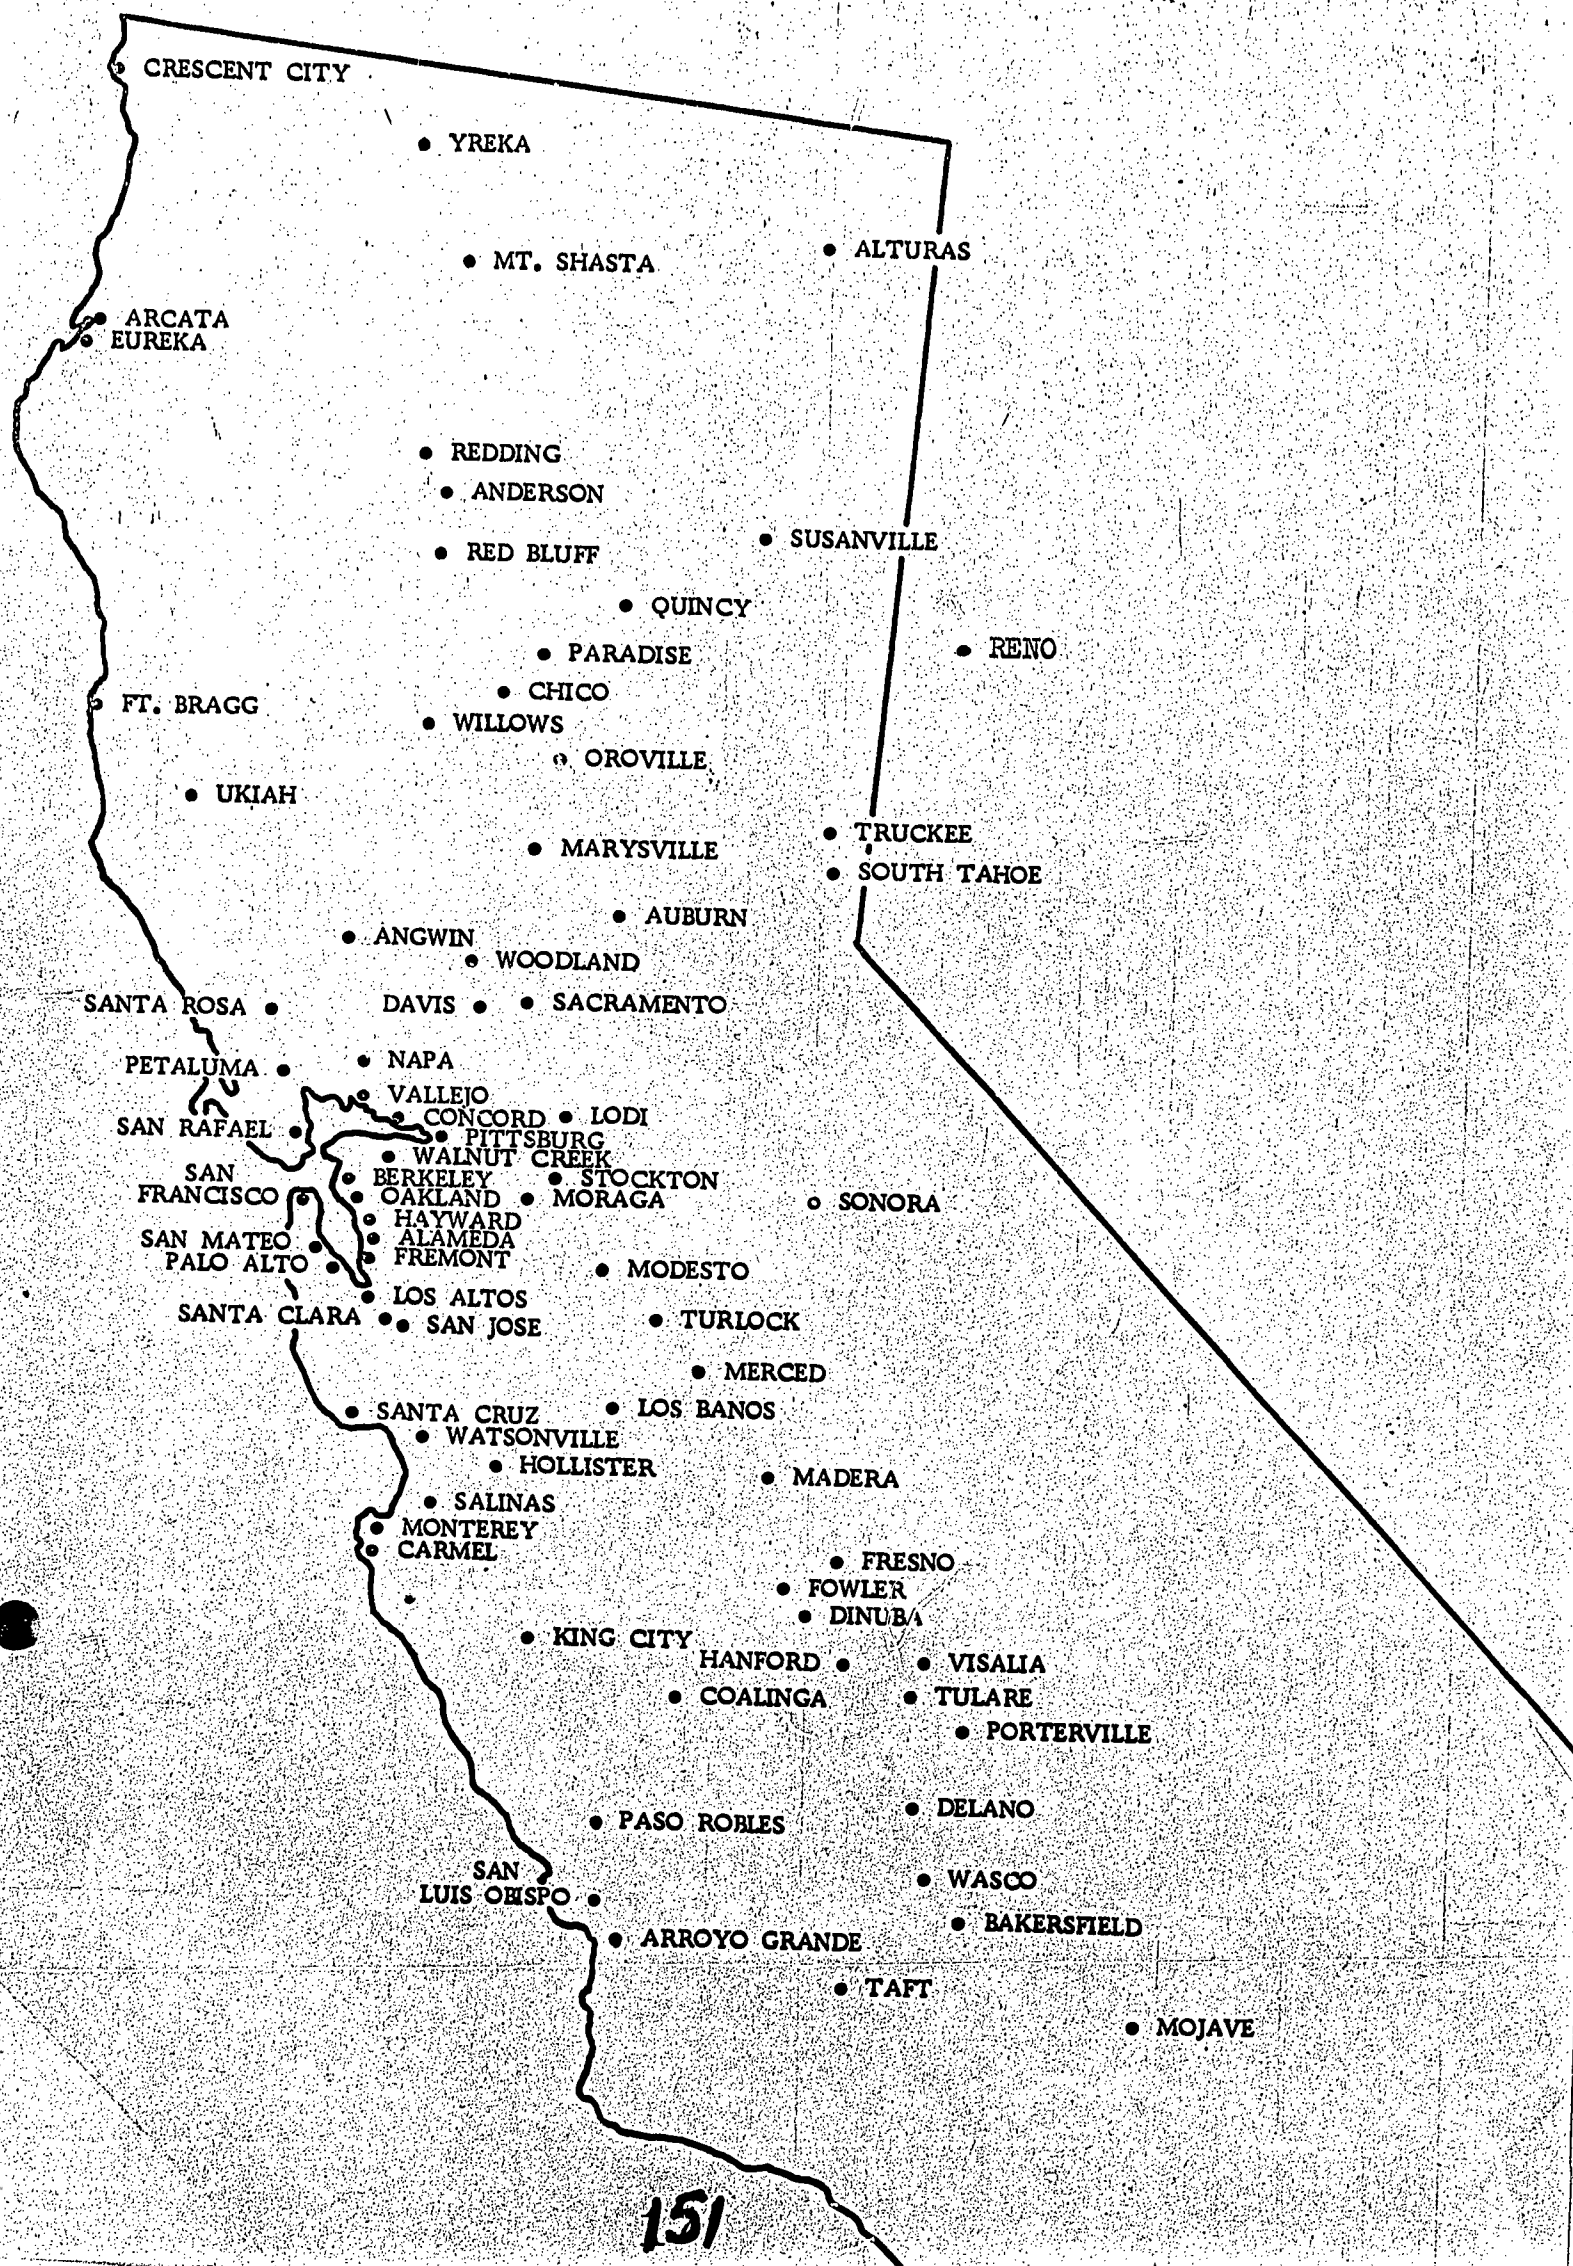 CRESCENT CITY
YREKA
ALTURAS
MT. SHASTA
ARCATA
EUREKA
REDDING
ANDERSON
SUSANVILLE
RED BLUFF
QUINCY
RENO
PARADISE
CHICO
FT. BRAGG
WILLOWS
OROVILLE
UKIAH
TRUCKEE
MARYSVILLE
SOUTH TAHOE
AUBURN
ANGWIN
WOODLAND
SANTA ROSA
DAVIS
SACRAMENTO
NAPA
PETALUMA
VALLEJO
CONCORD
LODI
SAN RAFAEL
PITTSBURG
WALNUT CREEK
SAN
FRANCISCO
BERKELEY
STOCKTON
OAKLAND
MORAGA
SONORA
HAYWARD
SAN MATEO
ALAMEDA
PALO ALTO
FREMONT
MODESTO
LOS ALTOS
SANTA CLARA
SAN JOSE
TURLOCK
MERCED
SANTA CRUZ
LOS BANOS
WATSONVILLE
HOLLISTER
MADERA
SALINAS
MONTEREY
CARMEL
FRESNO
FOWLER
DINUBA
KING CITY
HANFORD
VISALIA
COALINGA
TULARE
PORTERVILLE
DELANO
PASO ROBLES
SAN
LUIS OBISPO
WASCO
BAKERSFIELD
ARROYO GRANDE
TAFT
MOJAVE
151